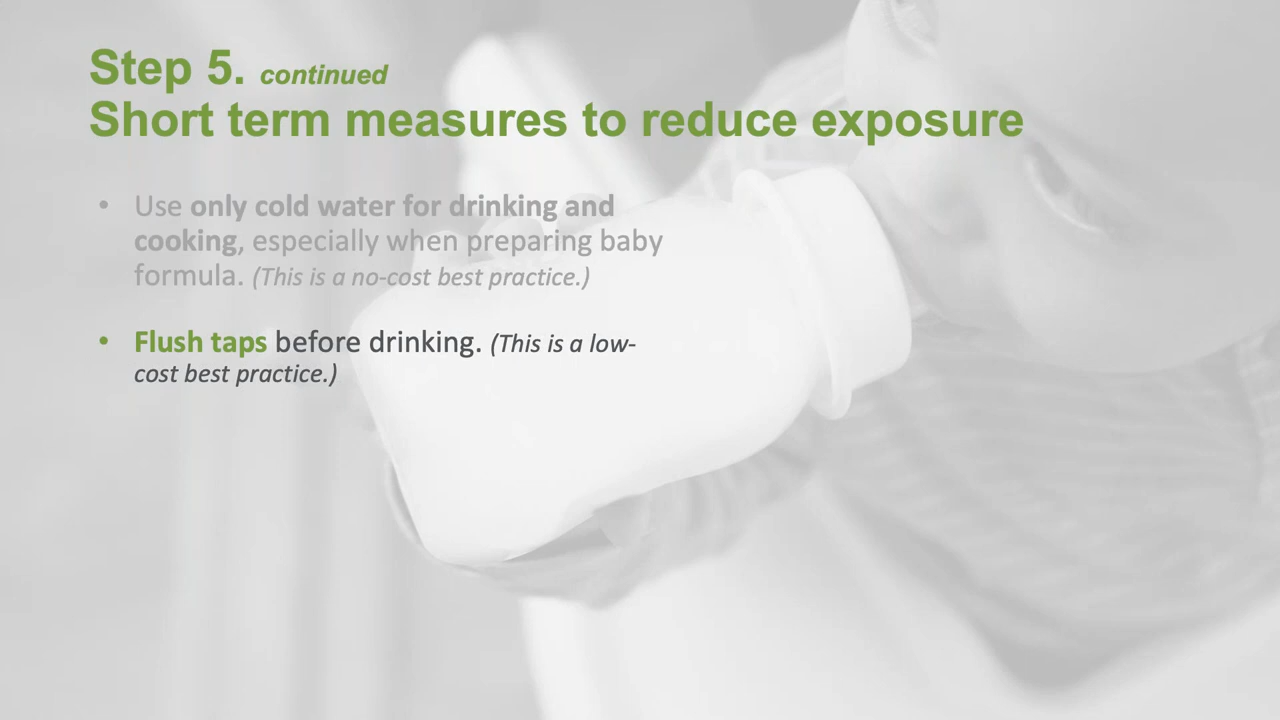 Step 5. continued
Short term measures to reduce exposure
• Use only cold water for drinking and
cooking, especially when preparing baby
formula. (This is a no-cost best practice.)
• Flush taps before drinking. (This is a low-
cost best practice.)